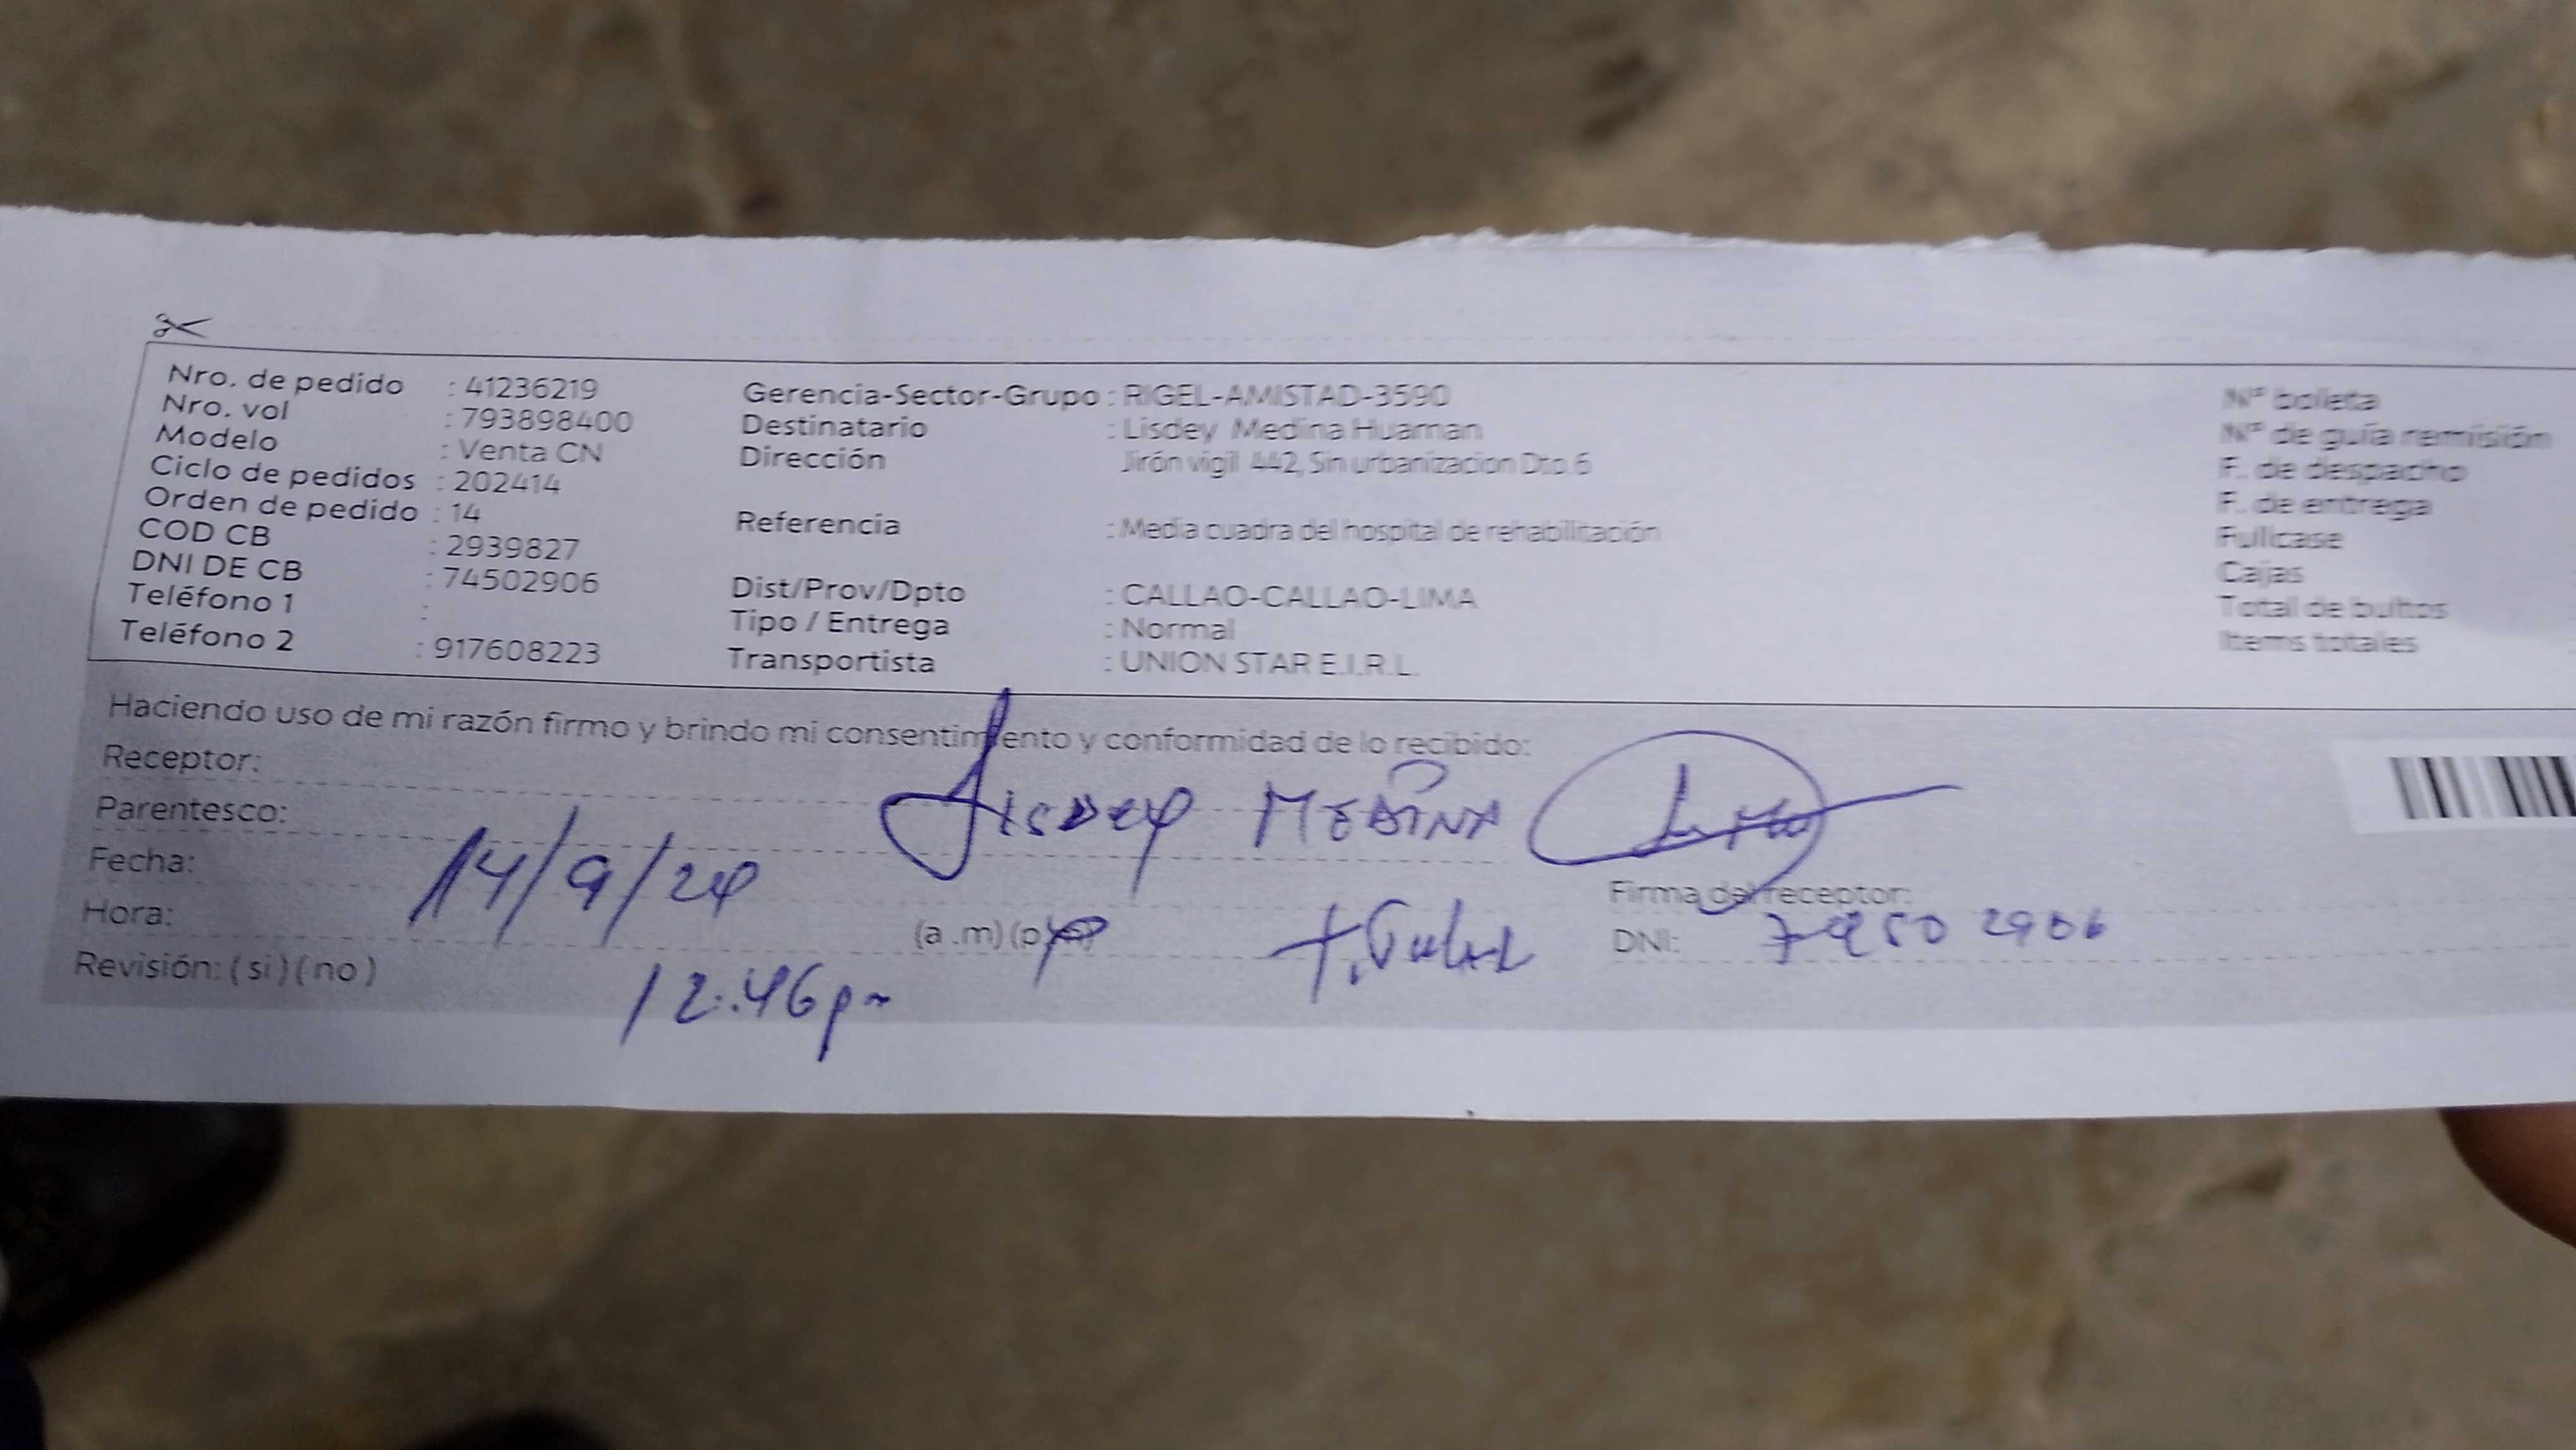 Nro. de pedido : 41236219
Nro. vol : 793898400
Modelo : Venta CN
Ciclo de pedidos : 202414
Orden de pedido : 14
COD CB : 2939827
DNI DE CB : 74502906
Teléfono 1 :
Teléfono 2 : 917608223
Gerencia-Sector-Grupo : RIGEL-AMISTAD-3590
Destinatario : Lisdey Medina Huaman
Dirección Jirón vigil 442, Sin urbanizacion Dto.6
Referencia : Media cuadra del hospital de rehabilitación
Dist/Prov/Dpto : CALLAO-CALLAO-LIMA
Tipo / Entrega : Normal
Transportista : UNION STAR E.I.R.L.
Nº boleta
Nº de guía remisión
F. de despacho
F. de entrega
Fullcase
Cajas
Total de bultos
Items totales
Haciendo uso de mi razón firmo y brindo mi consentimiento y conformidad de lo recibido:
Receptor: Lisdey MEDINA
Parentesco:
Fecha: 14/9/24
Firma del receptor:
Hora: (a .m) (p.m)
DNI: 74502906
Revisión: ( si ) ( no )
12:46pm